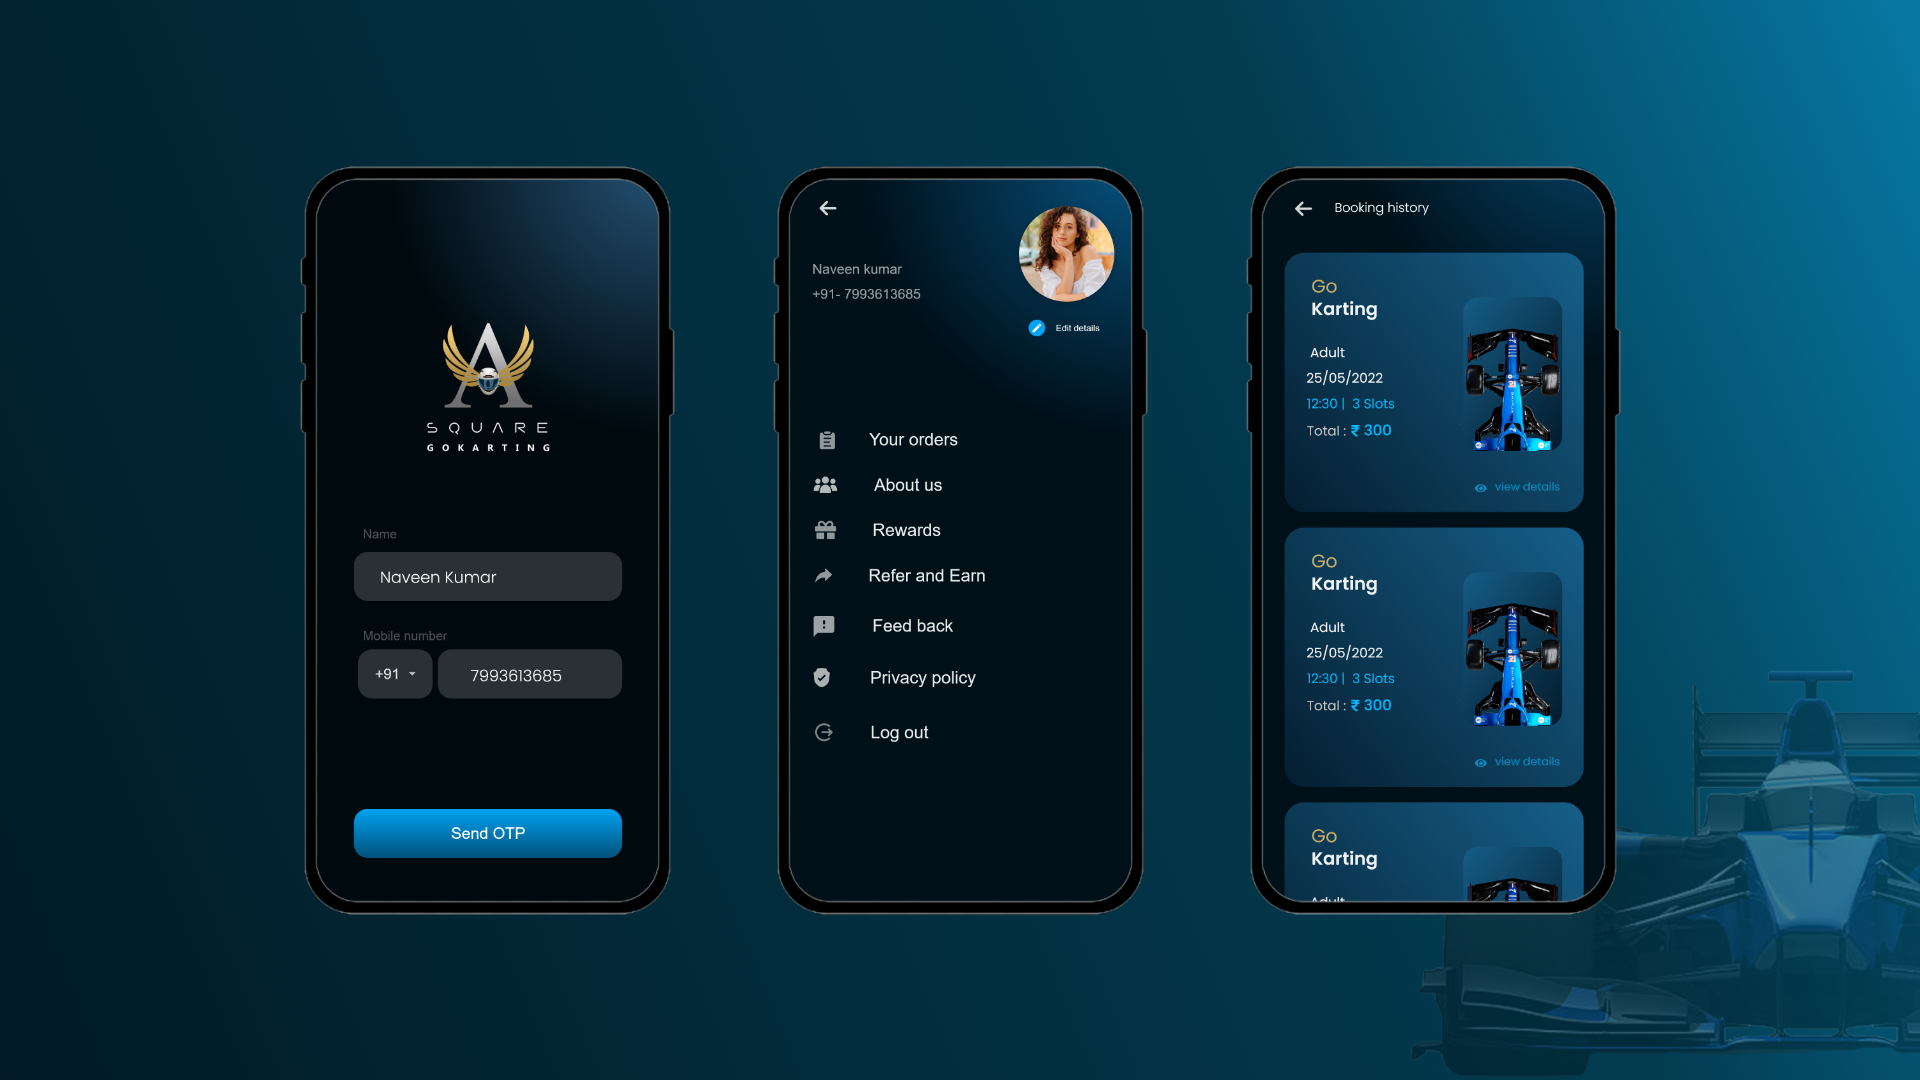 A
SQUARE
GOKARTING
Name
Naveen Kumar
Mobile number
+91
7993613685
Send OTP
Naveen kumar
+91- 7993613685
Edit details
Your orders
About us
Rewards
Refer and Earn
Feed back
Privacy policy
Log out
Booking history
Go
Karting
Adult
25/05/2022
12:30 | 3 Slots
Total : ₹ 300
view details
Go
Karting
Adult
25/05/2022
12:30 | 3 Slots
Total : ₹ 300
view details
Go
Karting
Adult